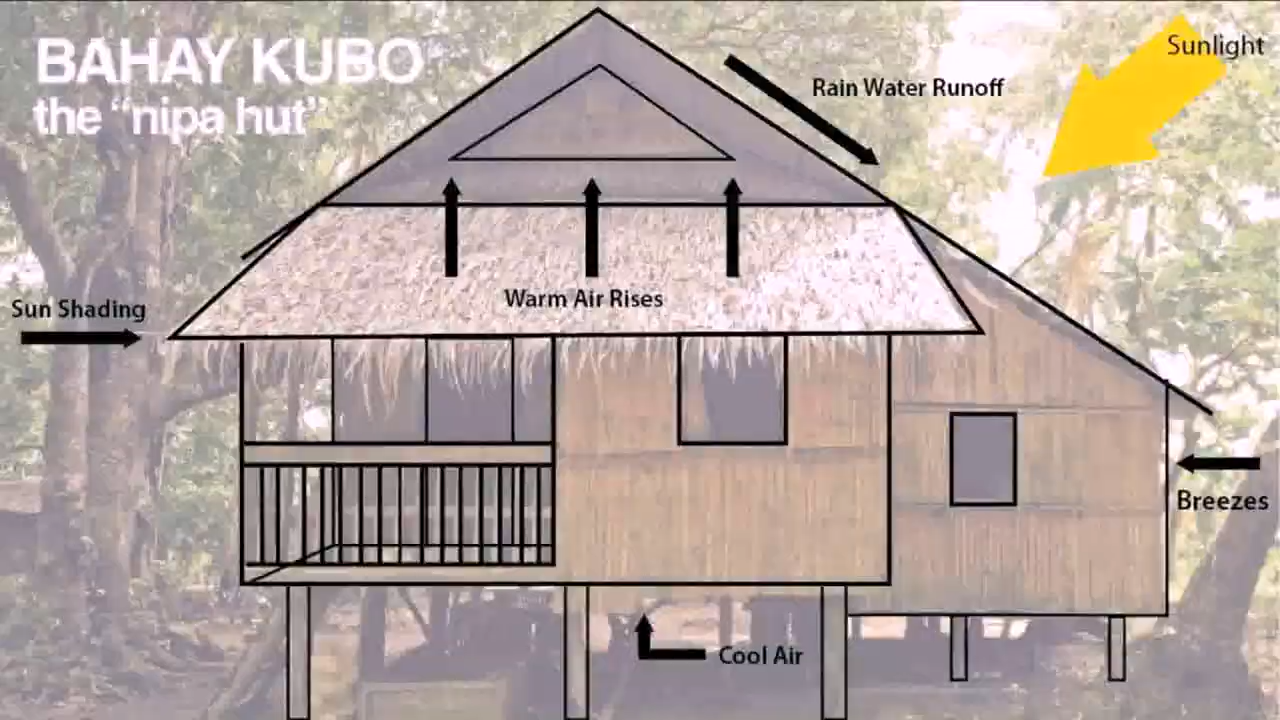 BAHAY KUBO
the "nipa hut"
Sunlight
Rain Water Runoff
Warm Air Rises
Sun Shading
Breezes
Cool Air